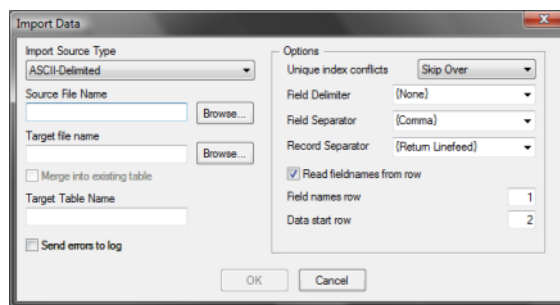 Import Data
Import Source Type
ASCII-Delimited
Source File Name
Browse...
Target file name
Browse...
Merge into existing table
Target Table Name
Send errors to log
Options
Unique index conflicts Skip Over
Field Delimiter {None}
Field Separator {Comma}
Record Separator {Return Linefeed}
Read fieldnames from row
Field names row 1
Data start row 2
OK Cancel